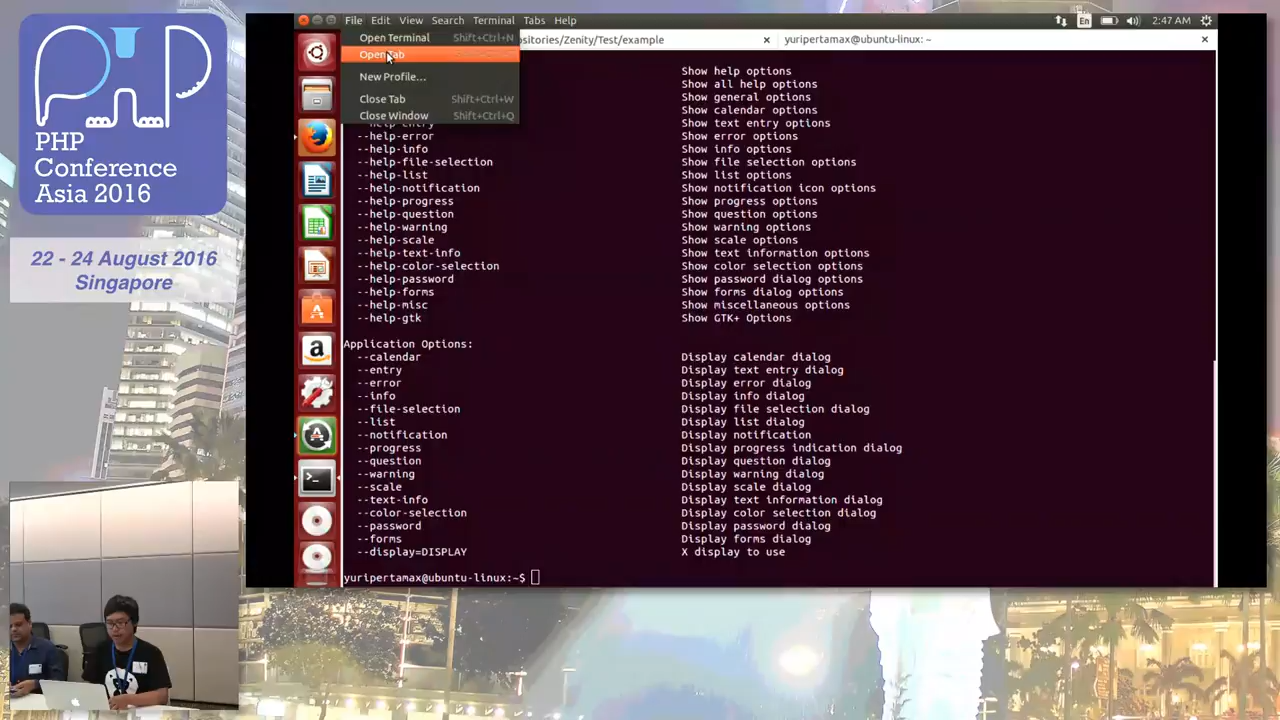 PHP
Conference
Asia 2016
22 - 24 August 2016
Singapore
File Edit View Search Terminal Tabs Help
En
2:47 AM
Open Terminal Shift+Ctrl+N
Open Tab
New Profile...
Close Tab Shift+Ctrl+W
Close Window Shift+Ctrl+Q
ositories/Zenity/Test/example
yuripertamax@ubuntu-linux: ~
Show help options
Show all help options
Show general options
Show calendar options
--help-entry Show text entry options
--help-error Show error options
--help-info Show info options
--help-file-selection Show file selection options
--help-list Show list options
--help-notification Show notification icon options
--help-progress Show progress options
--help-question Show question options
--help-warning Show warning options
--help-scale Show scale options
--help-text-info Show text information options
--help-color-selection Show color selection options
--help-password Show password dialog options
--help-forms Show forms dialog options
--help-misc Show miscellaneous options
--help-gtk Show GTK+ Options
Application Options:
--calendar Display calendar dialog
--entry Display text entry dialog
--error Display error dialog
--info Display info dialog
--file-selection Display file selection dialog
--list Display list dialog
--notification Display notification
--progress Display progress indication dialog
--question Display question dialog
--warning Display warning dialog
--scale Display scale dialog
--text-info Display text information dialog
--color-selection Display color selection dialog
--password Display password dialog
--forms Display forms dialog
--display=DISPLAY X display to use
yuripertamax@ubuntu-linux:~$